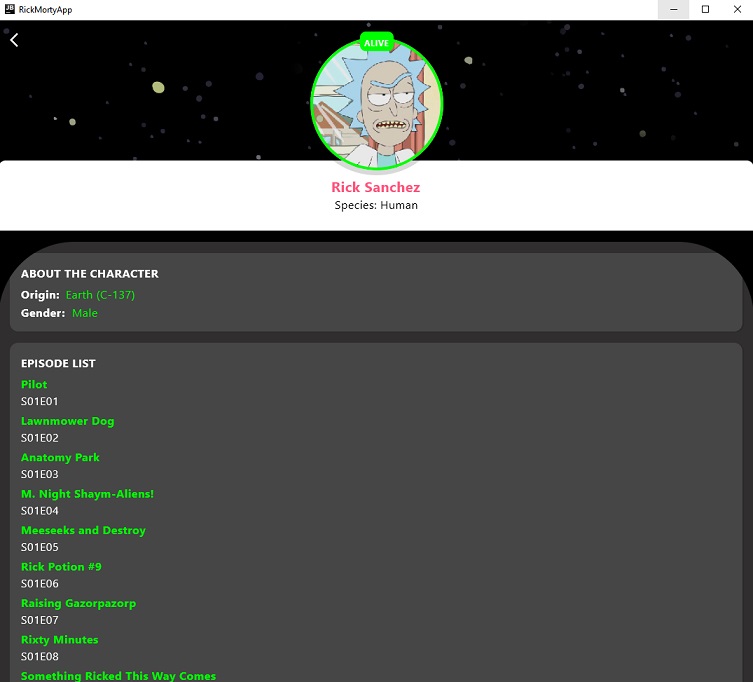 JB
RickMortyApp
ALIVE
Rick Sanchez
Species: Human
ABOUT THE CHARACTER
Origin: Earth (C-137)
Gender: Male
EPISODE LIST
Pilot
S01E01
Lawnmower Dog
S01E02
Anatomy Park
S01E03
M. Night Shaym-Aliens!
S01E04
Meeseeks and Destroy
S01E05
Rick Potion #9
S01E06
Raising Gazorpazorp
S01E07
Rixty Minutes
S01E08
Something Ricked This Way Comes